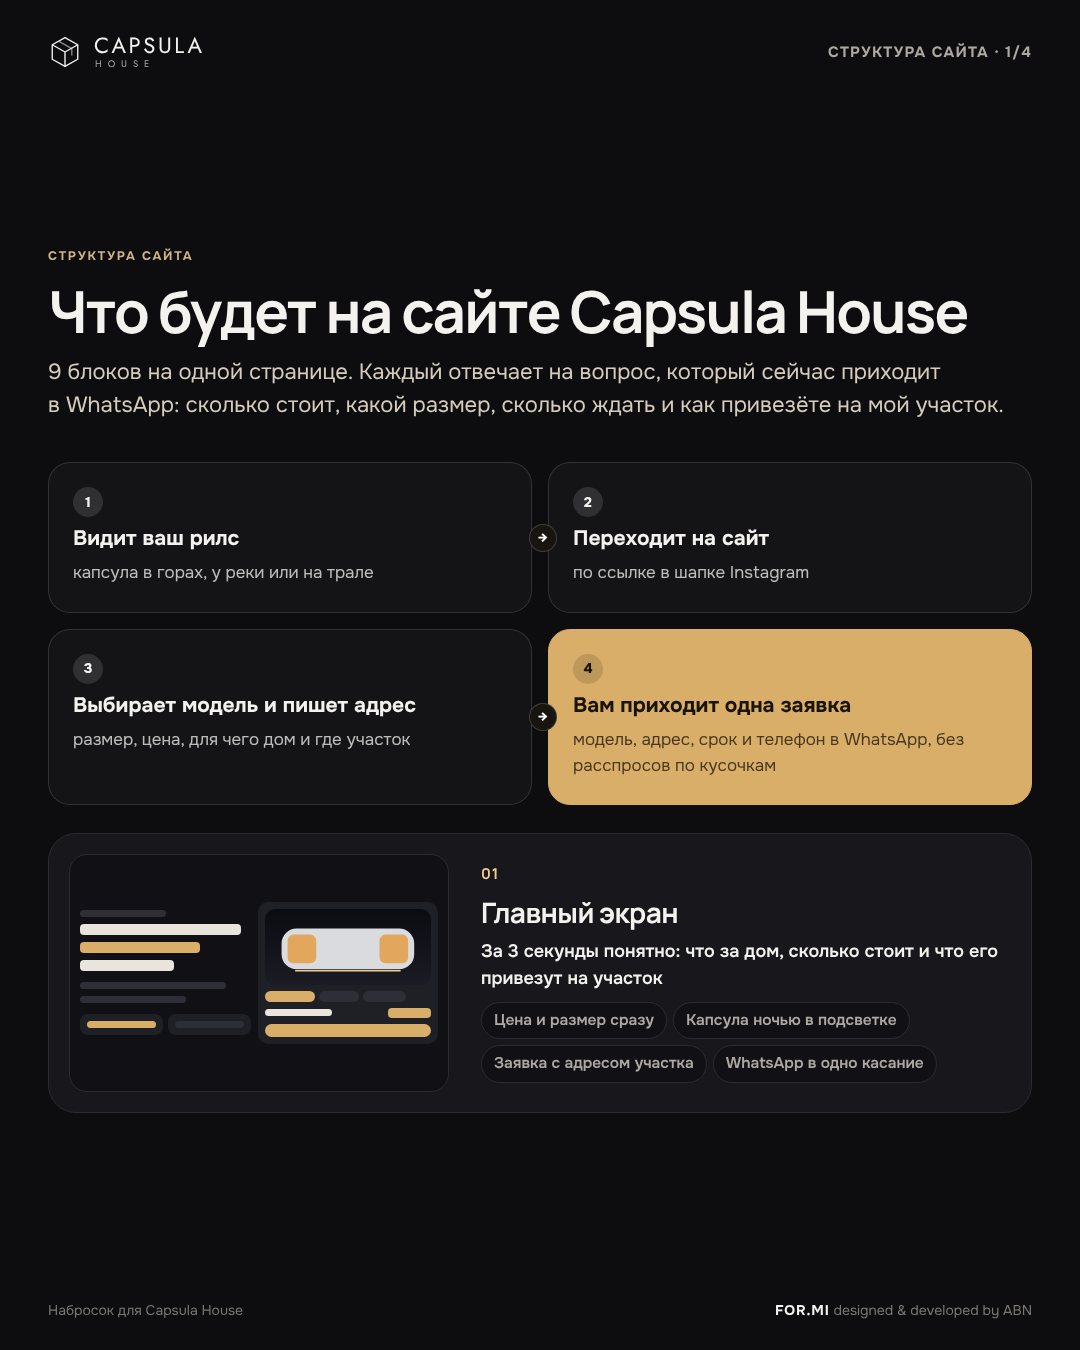 CAPSULA
HOUSE
СТРУКТУРА САЙТА · 1/4
СТРУКТУРА САЙТА
Что будет на сайте Capsula House
9 блоков на одной странице. Каждый отвечает на вопрос, который сейчас приходит
в WhatsApp: сколько стоит, какой размер, сколько ждать и как привезёте на мой участок.
1
Видит ваш рилс
капсула в горах, у реки или на трале
→
2
Переходит на сайт
по ссылке в шапке Instagram
3
Выбирает модель и пишет адрес
размер, цена, для чего дом и где участок
→
4
Вам приходит одна заявка
модель, адрес, срок и телефон в WhatsApp, без
расспросов по кусочкам
01
Главный экран
За 3 секунды понятно: что за дом, сколько стоит и что его
привезут на участок
Цена и размер сразу
Капсула ночью в подсветке
Заявка с адресом участка
WhatsApp в одно касание
Набросок для Capsula House
FOR.MI designed & developed by ABN